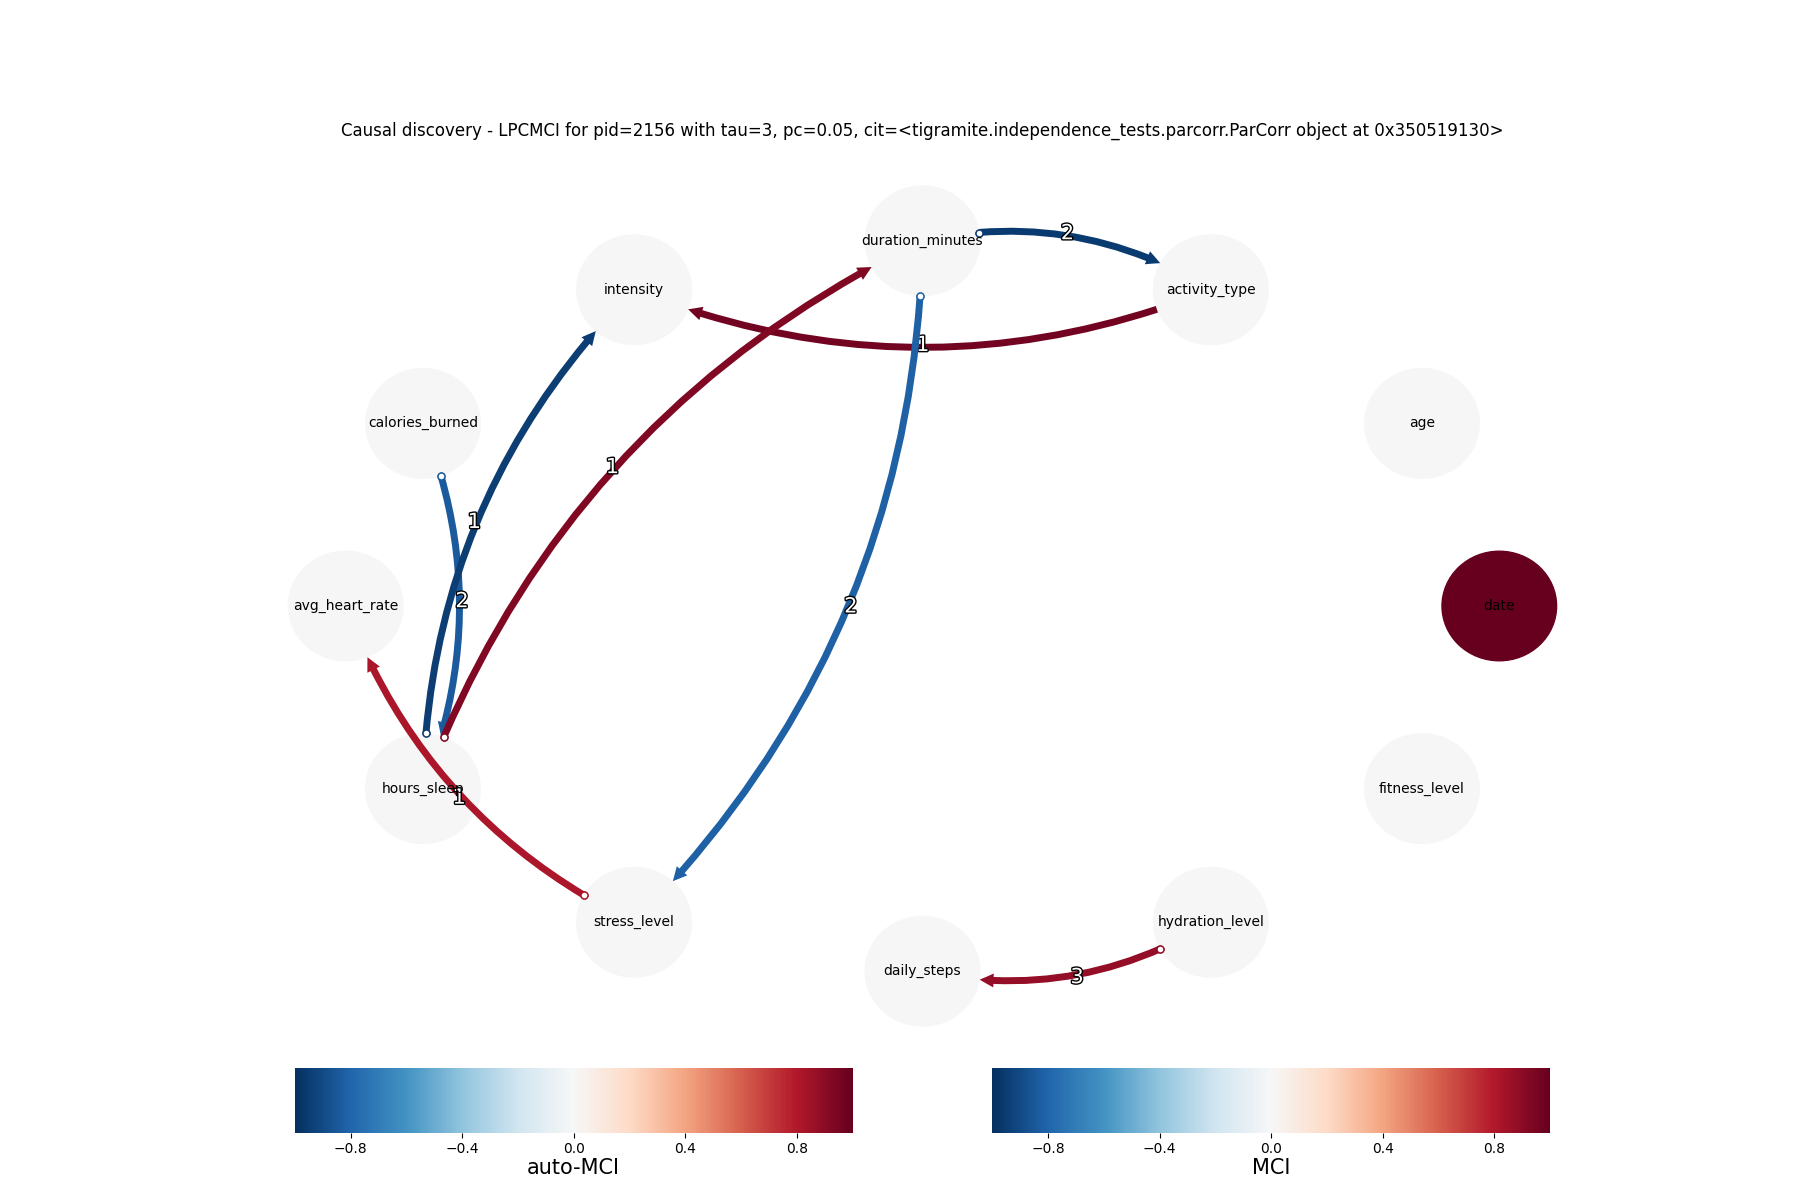 Causal discovery - LPCMCI for pid=2156 with tau=3, pc=0.05, cit=<tigramite.independence_tests.parcorr.ParCorr object at 0x350519130>
duration_minutes
2
intensity
activity_type
1
calories_burned
age
1
1
2
avg_heart_rate
2
date
hours_sleep
1
fitness_level
stress_level
hydration_level
daily_steps
3
−0.8 −0.4 0.0 0.4 0.8
auto-MCI
−0.8 −0.4 0.0 0.4 0.8
MCI